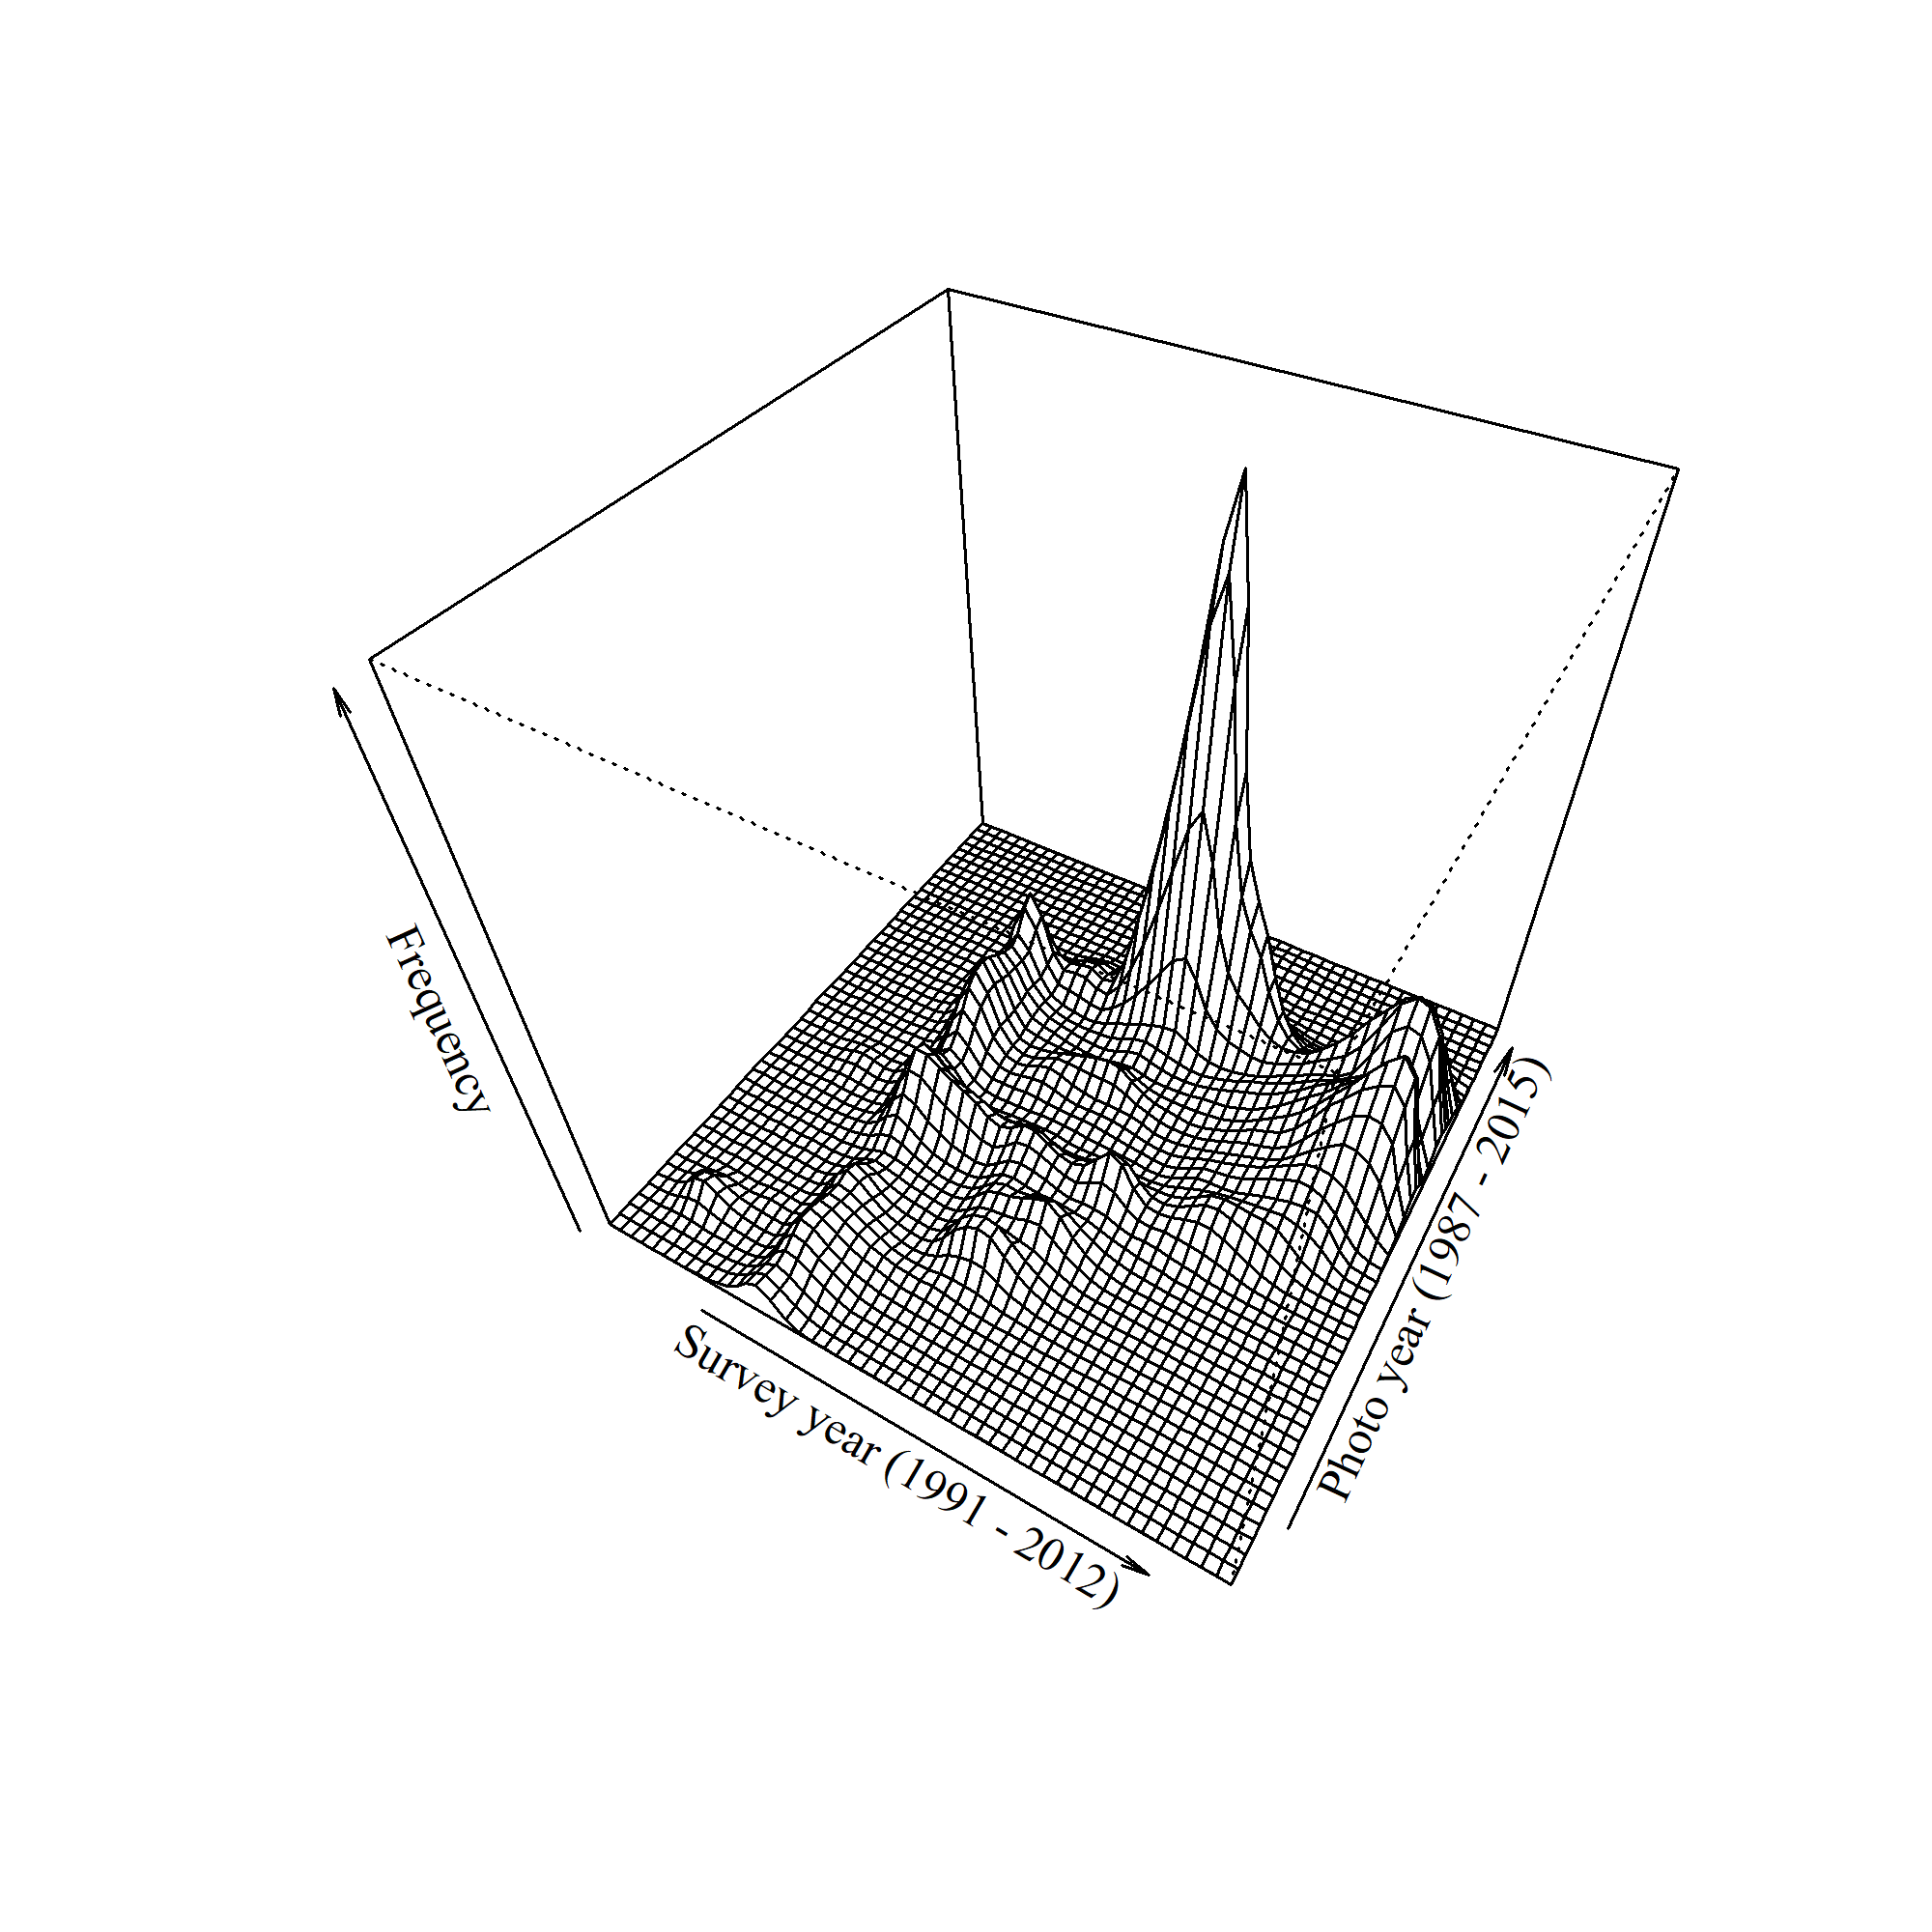 Frequency
Survey year (1991 - 2012)
Photo year (1987 - 2015)